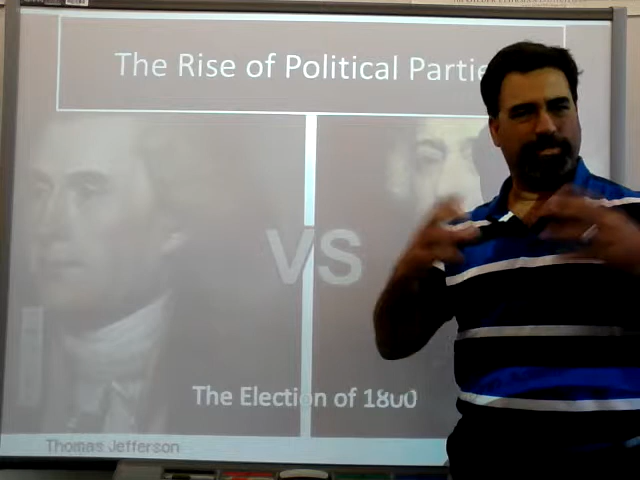 The Rise of Political Partie
VS
The Election of 1800
Thomas Jefferson